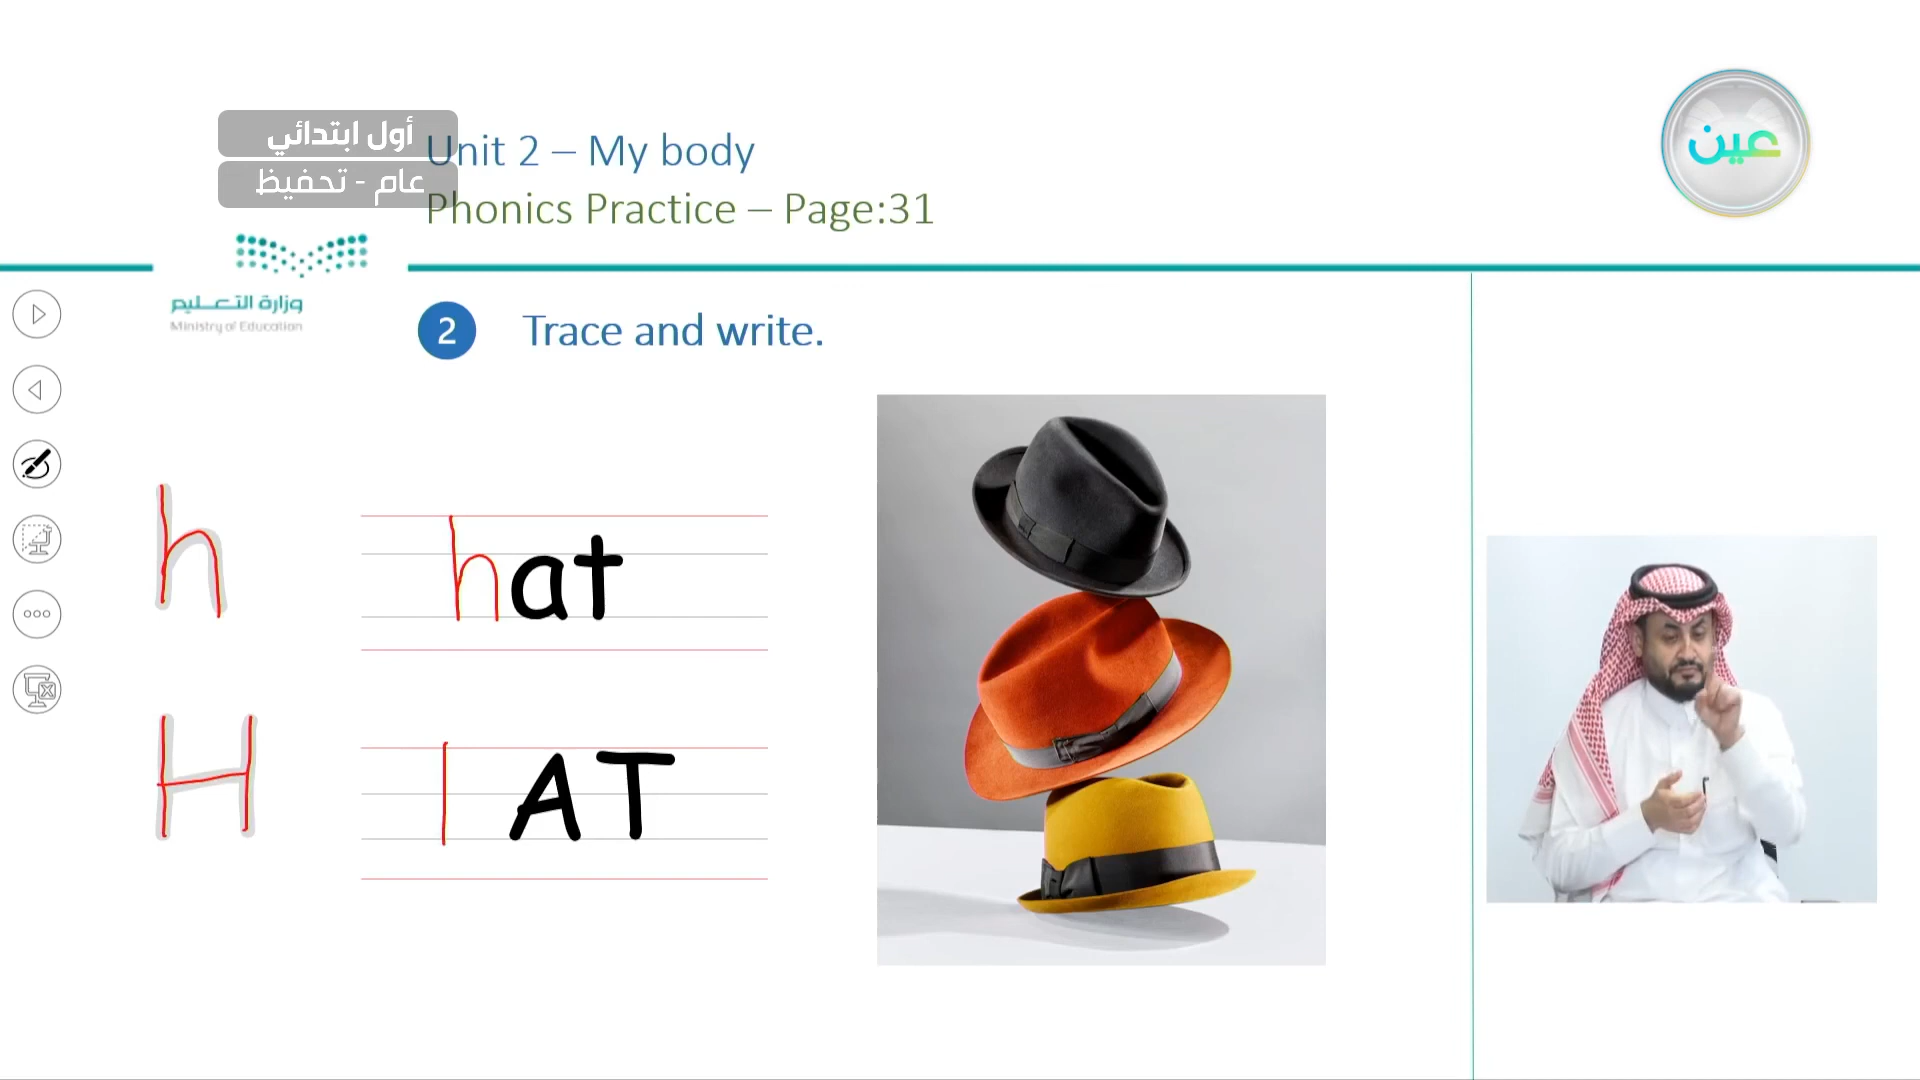 أول ابتدائي
عام - تحفيظ
Unit 2 – My body
Phonics Practice – Page:31
عين
وزارة التعليم
Ministry of Education
2 Trace and write.
h
hat
H
l AT